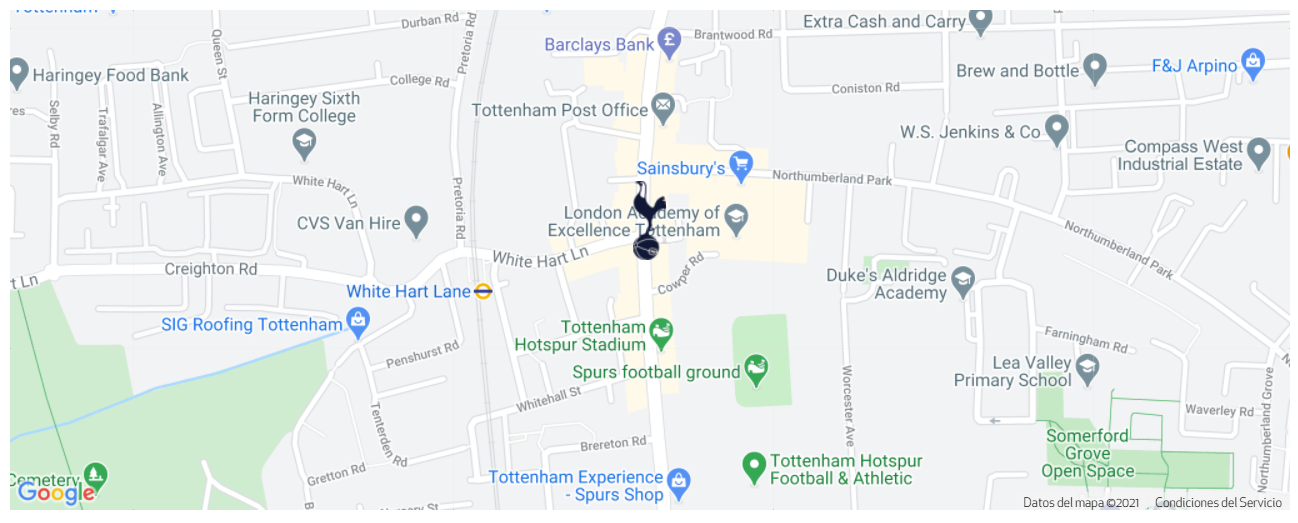 Tottenham
Durban Rd
Pretoria Rd
Queen St
Barclays Bank
Brantwood Rd
Extra Cash and Carry
Haringey Food Bank
College Rd
Coniston Rd
Brew and Bottle
F&J Arpino
Selby Rd
Trafalgar Ave
Allington Ave
Haringey Sixth
Form College
Tottenham Post Office
W.S. Jenkins & Co
Compass West
Industrial Estate
White Hart Ln
Pretoria Rd
Sainsbury's
Northumberland Park
CVS Van Hire
London Academy of
Excellence Tottenham
Northumberland Park
t Ln
Creighton Rd
White Hart Ln
Cowper Rd
White Hart Lane
Duke's Aldridge
Academy
SIG Roofing Tottenham
Tottenham
Hotspur Stadium
Farningham Rd
Penshurst Rd
Spurs football ground
Lea Valley
Primary School
Worcester Ave
Whitehall St
Tenterden Rd
Waverley Rd
Northumberland Grove
Brereton Rd
Somerford
Grove
Open Space
Gretton Rd
Tottenham Hotspur
Football & Athletic
Cemetery
Tottenham Experience
- Spurs Shop
Google
Datos del mapa ©2021
Condiciones del Servicio